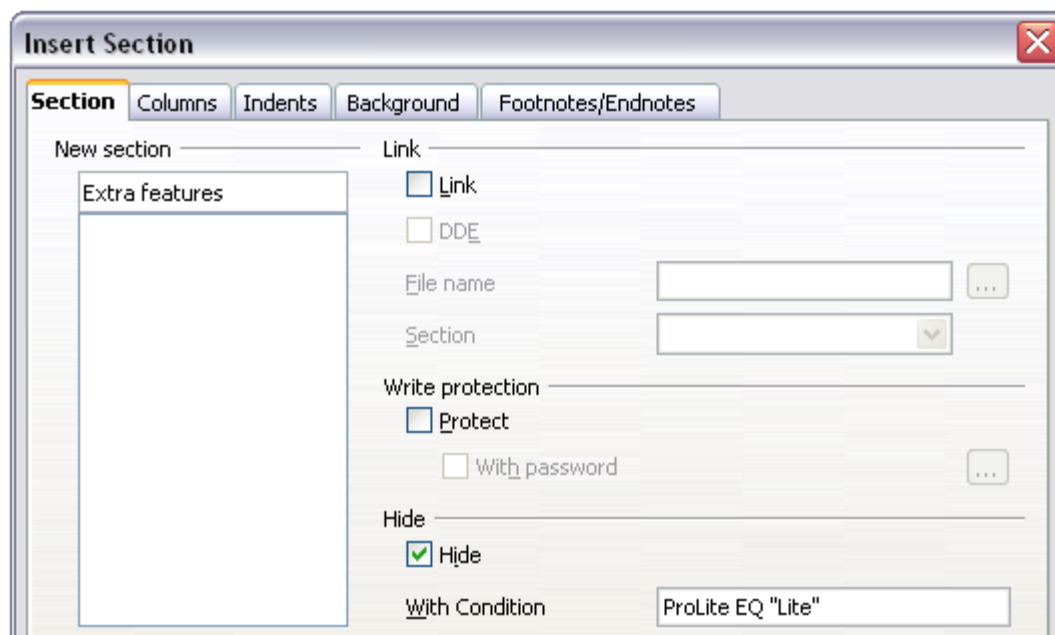 Insert Section
Section Columns Indents Background Footnotes/Endnotes
New section
Extra features
Link
Link
DDE
File name ...
Section
Write protection
Protect
With password ...
Hide
Hide
With Condition ProLite EQ "Lite"